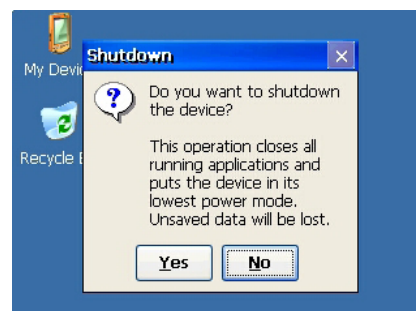 My Devic
Shutdown
Do you want to shutdown
the device?
Recycle
This operation closes all
running applications and
puts the device in its
lowest power mode.
Unsaved data will be lost.
Yes
No